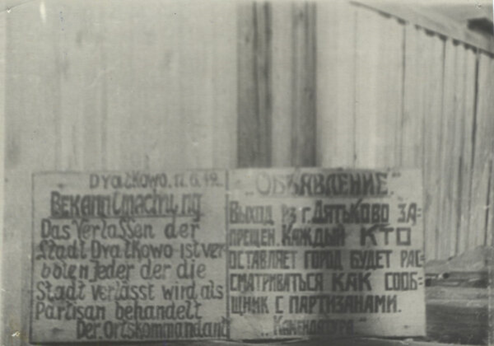 Dyatkowo, 17.6.42.
Bekanntmachung
Das Verlassen der
Stadt Dyatkowo ist ver
boten Jeder der die
Stadt verlässt wird als
Partisan behandelt
Der Ortskommandant
„ОБЪЯВЛЕНИЕ."
ВЫХОД ИЗ Г. ДЯТЬКОВО ЗА-
ПРЕЩЕН. КАЖДЫЙ КТО
ОСТАВЛЯЕТ ГОРОД БУДЕТ РАС-
СМАТРИВАТЬСЯ КАК СООБ-
ЩНИК С ПАРТИЗАНАМИ.